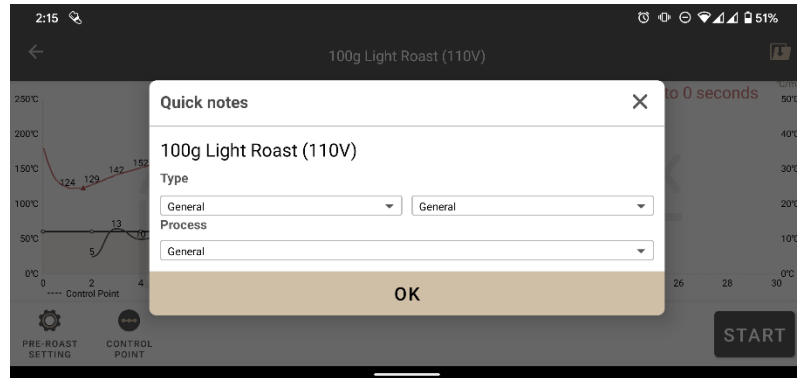 2:15
51%
100g Light Roast (110V)
to 0 seconds
250℃
200℃
150℃
100℃
50℃
0℃
124 129 142 152
13
10
5
0 2 4
---- Control Point
Quick notes
100g Light Roast (110V)
Type
General General
Process
General
OK
50℃
40℃
30℃
20℃
10℃
0℃
26 28 30
PRE-ROAST
SETTING
CONTROL
POINT
START